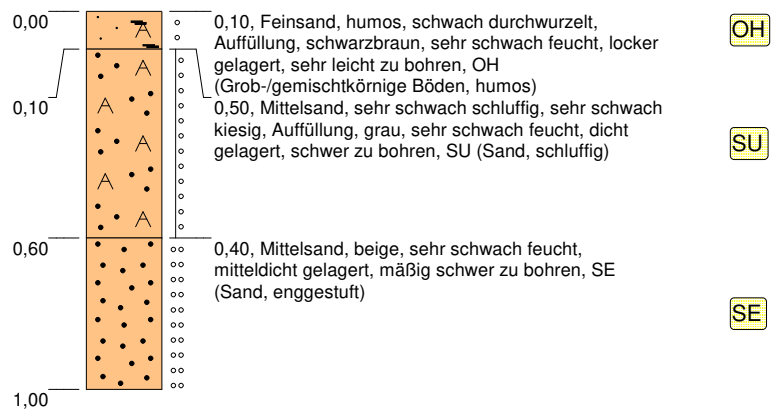 0,00
0,10, Feinsand, humos, schwach durchwurzelt,
Auffüllung, schwarzbraun, sehr schwach feucht, locker
gelagert, sehr leicht zu bohren, OH
(Grob-/gemischtkörnige Böden, humos)
OH
A
A
0,10
0,50, Mittelsand, sehr schwach schluffig, sehr schwach
kiesig, Auffüllung, grau, sehr schwach feucht, dicht
gelagert, schwer zu bohren, SU (Sand, schluffig)
SU
A
A
A
A
0,60
0,40, Mittelsand, beige, sehr schwach feucht,
mitteldicht gelagert, mäßig schwer zu bohren, SE
(Sand, enggestuft)
SE
1,00